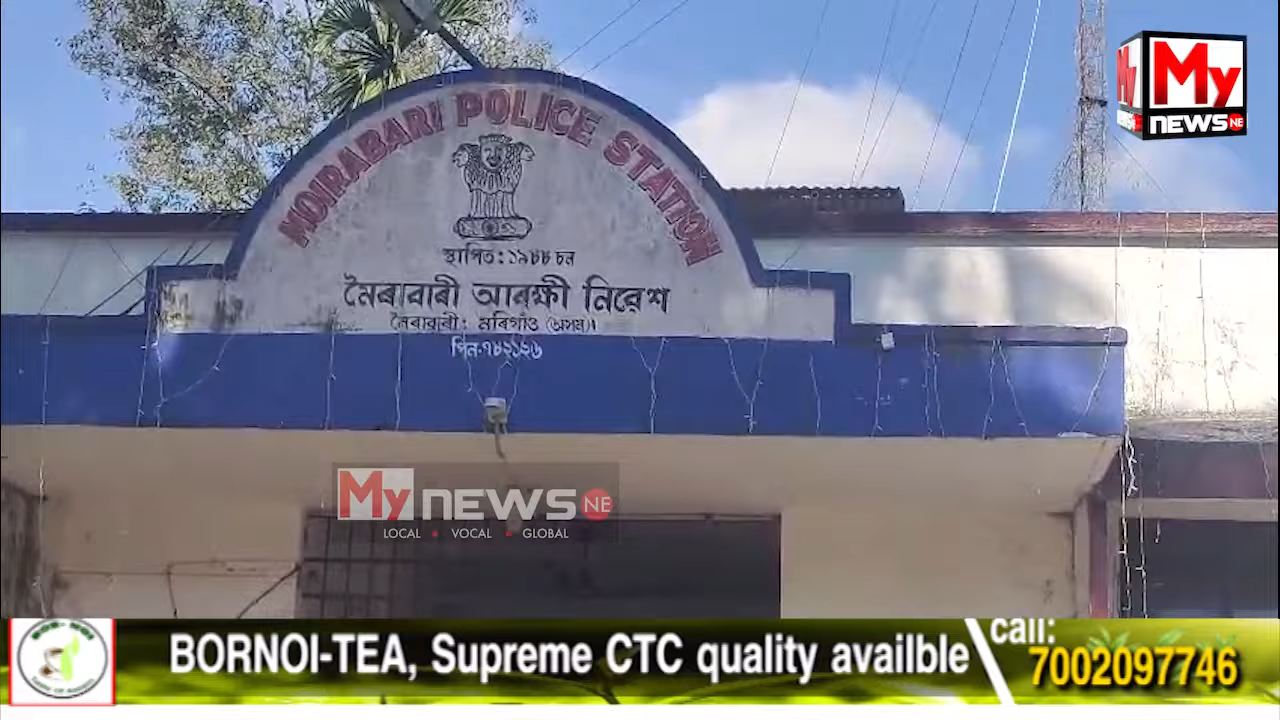 MOIRABARI POLICE STATION
স্থাপিত: ১৯৮৮ চন
মৈৰাবাৰী আৰক্ষী নিৰেশ
মৈৰাবাৰী: মৰিগাঁও (অসম)।
পিন-৭৮২১২৬
My
NEWS NE
My NEWS NE
LOCAL • VOCAL • GLOBAL
BORNOI-TEA, Supreme CTC quality availble
call:
7002097746